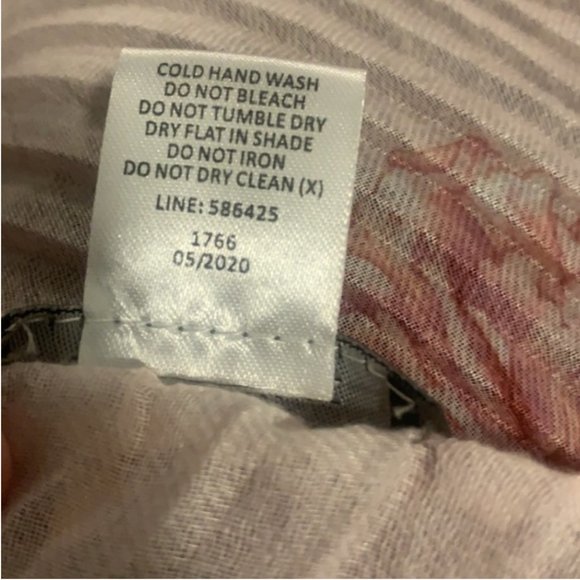 COLD HAND WASH
DO NOT BLEACH
DO NOT TUMBLE DRY
DRY FLAT IN SHADE
DO NOT IRON
DO NOT DRY CLEAN (X)
LINE: 586425
1766
05/2020